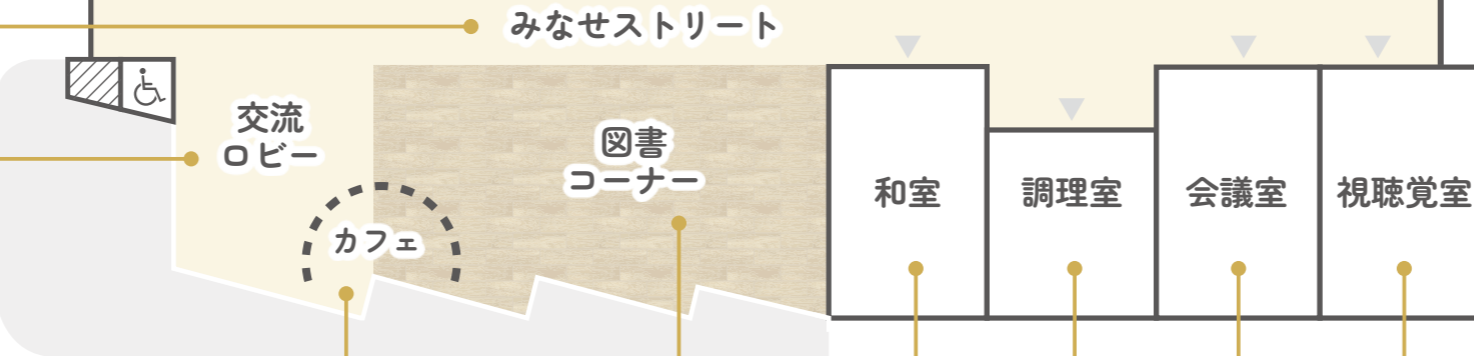 みなせストリート
交流
ロビー
図書
コーナー
カフェ
和室
調理室
会議室
視聴覚室